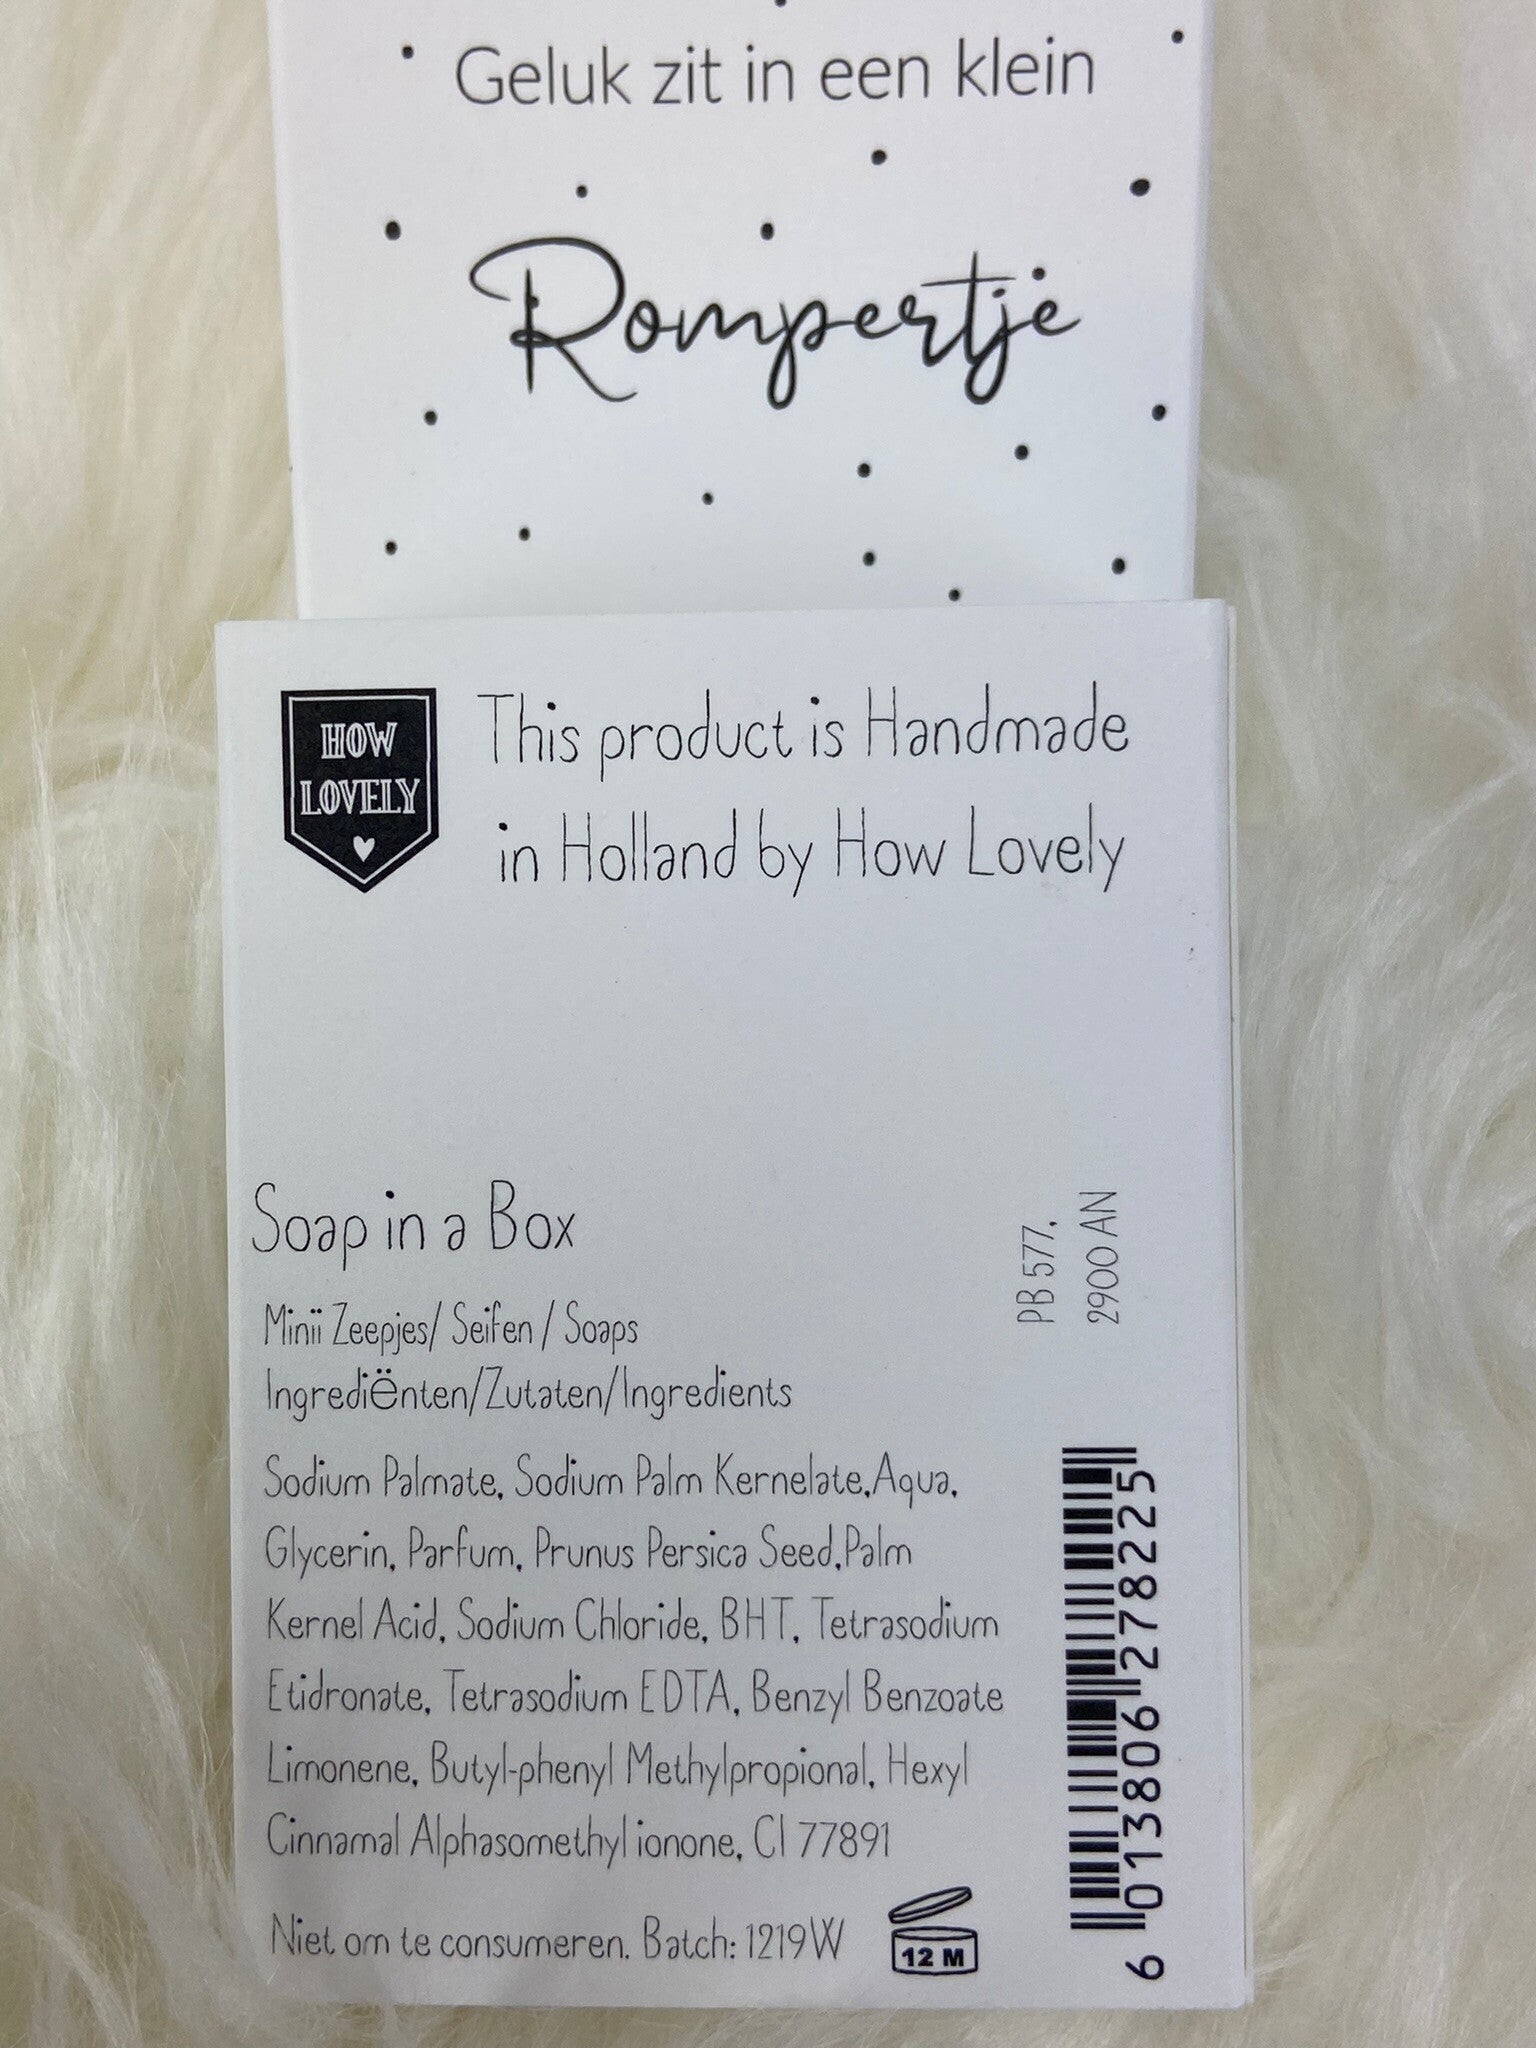 Geluk zit in een klein
Rompertje
HOW
LOVELY
This product is Handmade
in Holland by How Lovely
Soap in a Box
Minii Zeepjes/ Seifen / Soaps
Ingrediënten/Zutaten/Ingredients
Sodium Palmate, Sodium Palm Kernelate,Aqua,
Glycerin, Parfum, Prunus Persica Seed,Palm
Kernel Acid, Sodium Chloride, BHT, Tetrasodium
Etidronate, Tetrasodium EDTA, Benzyl Benzoate
Limonene, Butyl-phenyl Methylpropional, Hexyl
Cinnamal Alphasomethyl ionone, CI 77891
Niet om te consumeren. Batch: 1219W
12 M
PB 577,
2900 AN
6 013806 278225